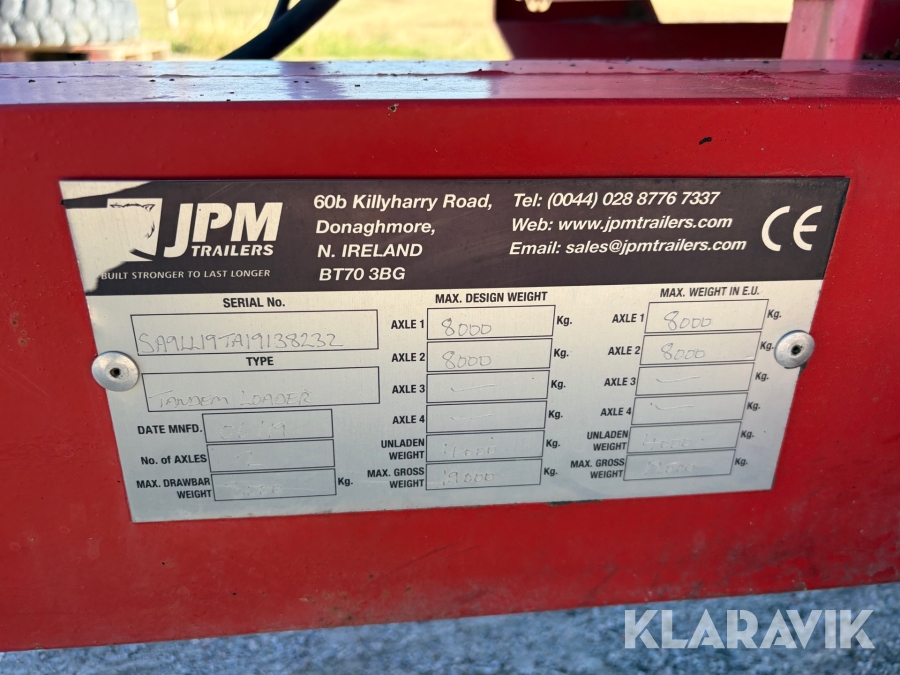 JPM
TRAILERS
BUILT STRONGER TO LAST LONGER
60b Killyharry Road,
Donaghmore,
N. IRELAND
BT70 3BG
Tel: (0044) 028 8776 7337
Web: www.jpmtrailers.com
Email: sales@jpmtrailers.com
CE
SERIAL No.
SA9LL19TA19138232
TYPE
TANDEM LOADER
DATE MNFD.
No. of AXLES 2
MAX. DRAWBAR WEIGHT Kg.
MAX. DESIGN WEIGHT
AXLE 1 8000 Kg.
AXLE 2 8000 Kg.
AXLE 3 — Kg.
AXLE 4 — Kg.
UNLADEN WEIGHT Kg.
MAX. GROSS WEIGHT 19000 Kg.
MAX. WEIGHT IN E.U.
AXLE 1 8000 Kg.
AXLE 2 8000 Kg.
AXLE 3 — Kg.
AXLE 4 — Kg.
UNLADEN WEIGHT Kg.
MAX. GROSS WEIGHT Kg.
KLARAVIK